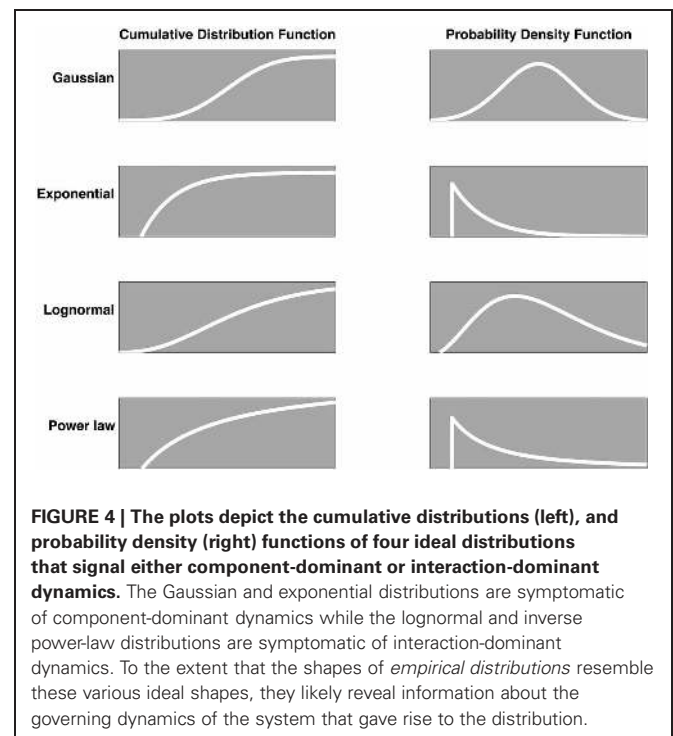 Cumulative Distribution Function
Probability Density Function
Gaussian
Exponential
Lognormal
Power law
FIGURE 4 | The plots depict the cumulative distributions (left), and
probability density (right) functions of four ideal distributions
that signal either component-dominant or interaction-dominant
dynamics. The Gaussian and exponential distributions are symptomatic
of component-dominant dynamics while the lognormal and inverse
power-law distributions are symptomatic of interaction-dominant
dynamics. To the extent that the shapes of empirical distributions resemble
these various ideal shapes, they likely reveal information about the
governing dynamics of the system that gave rise to the distribution.